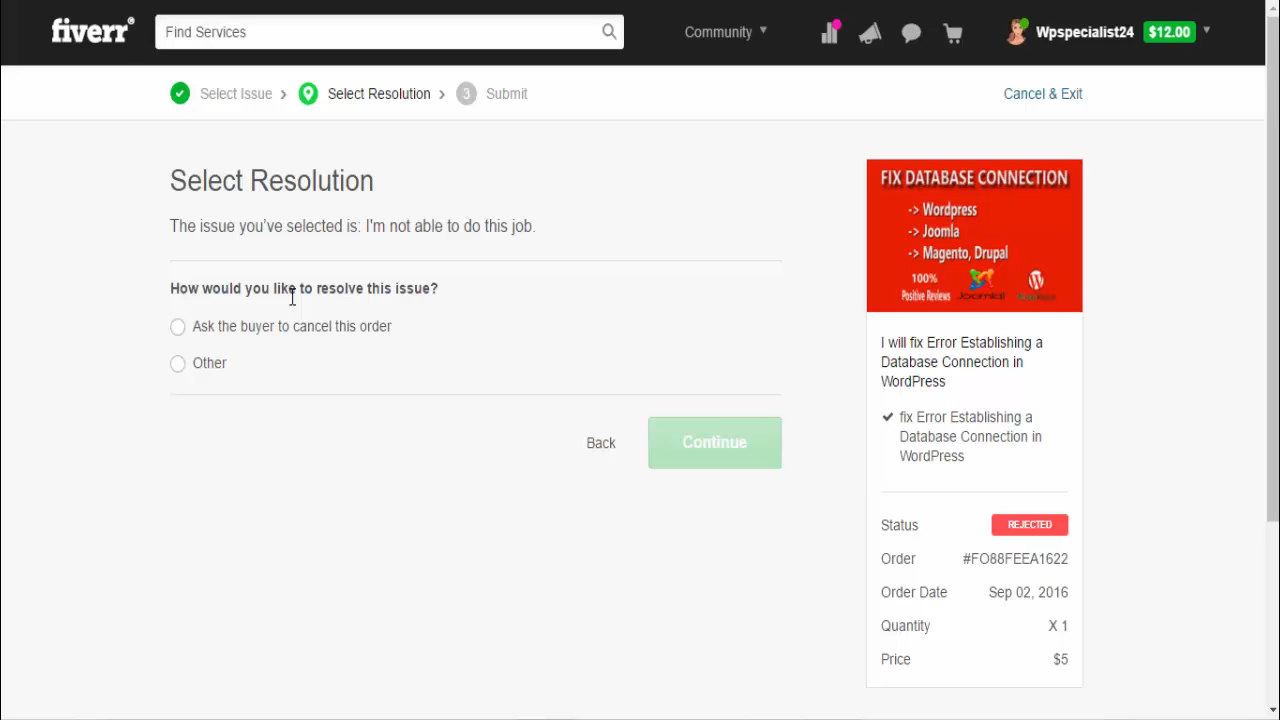 fiverr®
Find Services
Community
Wpspecialist24
$12.00
Select Issue
Select Resolution
3
Submit
Cancel & Exit
Select Resolution
The issue you've selected is: I'm not able to do this job.
How would you like to resolve this issue?
Ask the buyer to cancel this order
Other
Back
Continue
FIX DATABASE CONNECTION
-> Wordpress
-> Joomla
-> Magento, Drupal
100%
Positive Reviews
Joomla!
I will fix Error Establishing a
Database Connection in
WordPress
fix Error Establishing a
Database Connection in
WordPress
Status REJECTED
Order #FO88FEEA1622
Order Date Sep 02, 2016
Quantity X 1
Price $5